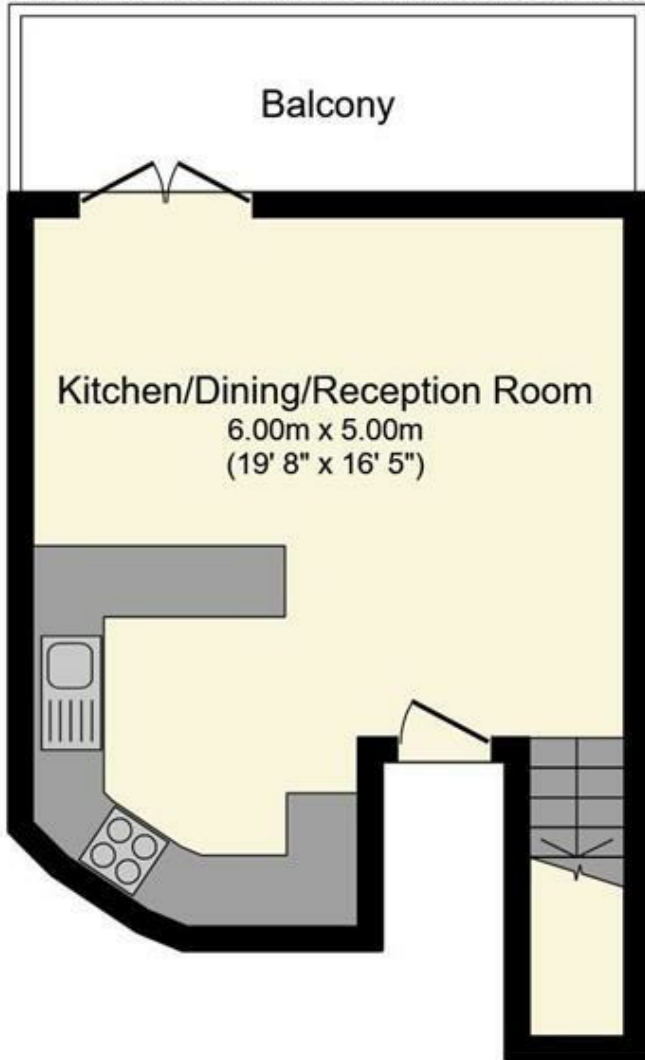 Balcony
Kitchen/Dining/Reception Room
6.00m x 5.00m
(19' 8" x 16' 5")